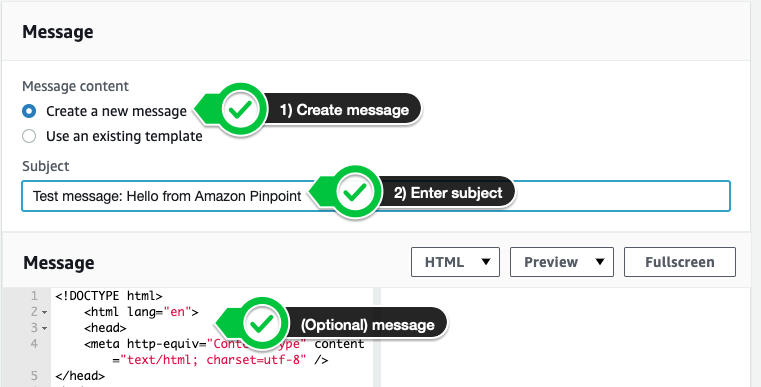 Message
Message content
Create a new message
1) Create message
Use an existing template
Subject
Test message: Hello from Amazon Pinpoint
2) Enter subject
Message
HTML
Preview
Fullscreen
1 <!DOCTYPE html>
2 <html lang="en">
3 <head>
(Optional) message
4 <meta http-equiv="Conte ype" content
="text/html; charset=utf-8" />
5 </head>